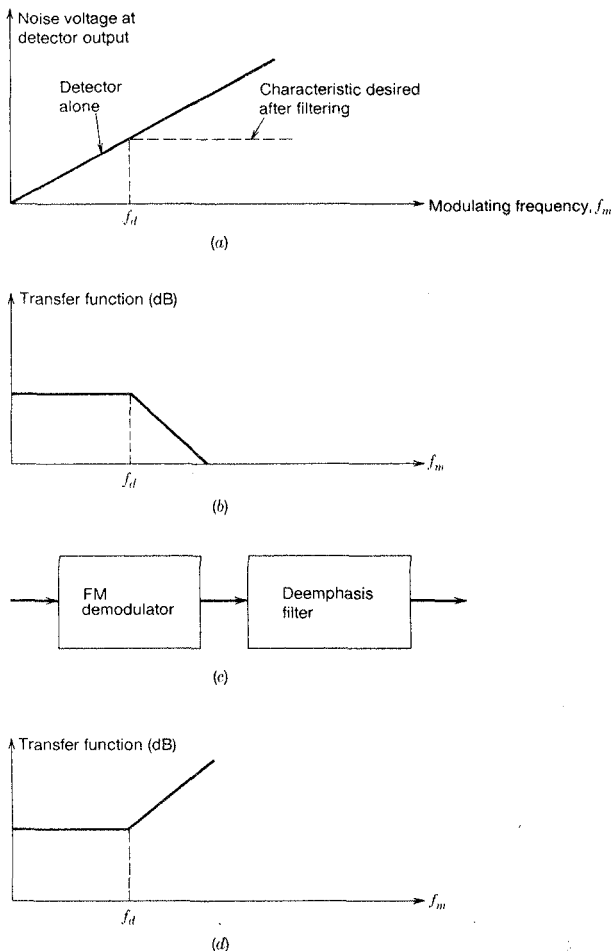 Noise voltage at
detector output
Detector
alone
Characteristic desired
after filtering
f_d
Modulating frequency, f_m
(a)
Transfer function (dB)
f_d
f_m
(b)
FM
demodulator
Deemphasis
filter
(c)
Transfer function (dB)
f_d
f_m
(d)